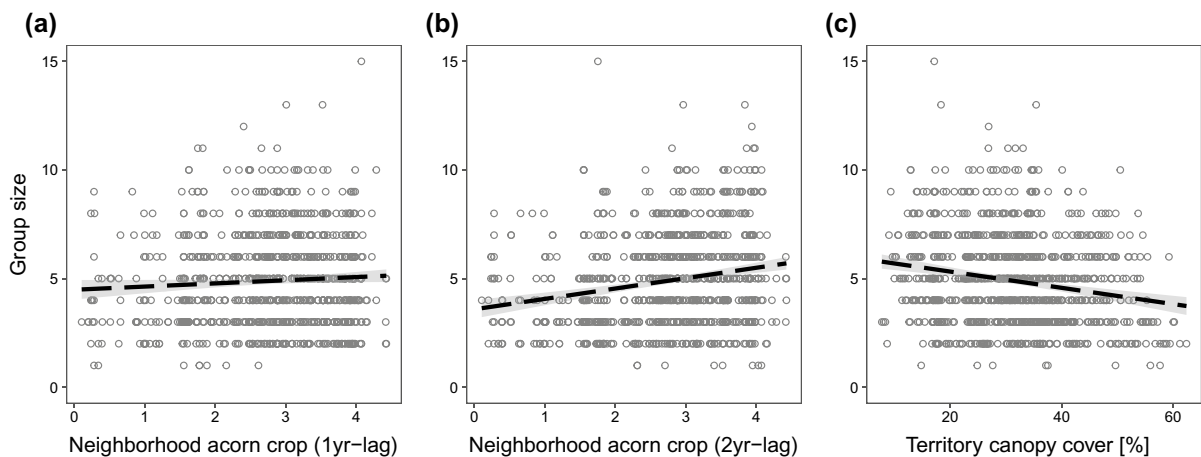 (a)
(b)
(c)
Group size
15
10
5
0
0 1 2 3 4
Neighborhood acorn crop (1yr−lag)
15
10
5
0
0 1 2 3 4
Neighborhood acorn crop (2yr−lag)
15
10
5
0
20 40 60
Territory canopy cover [%]